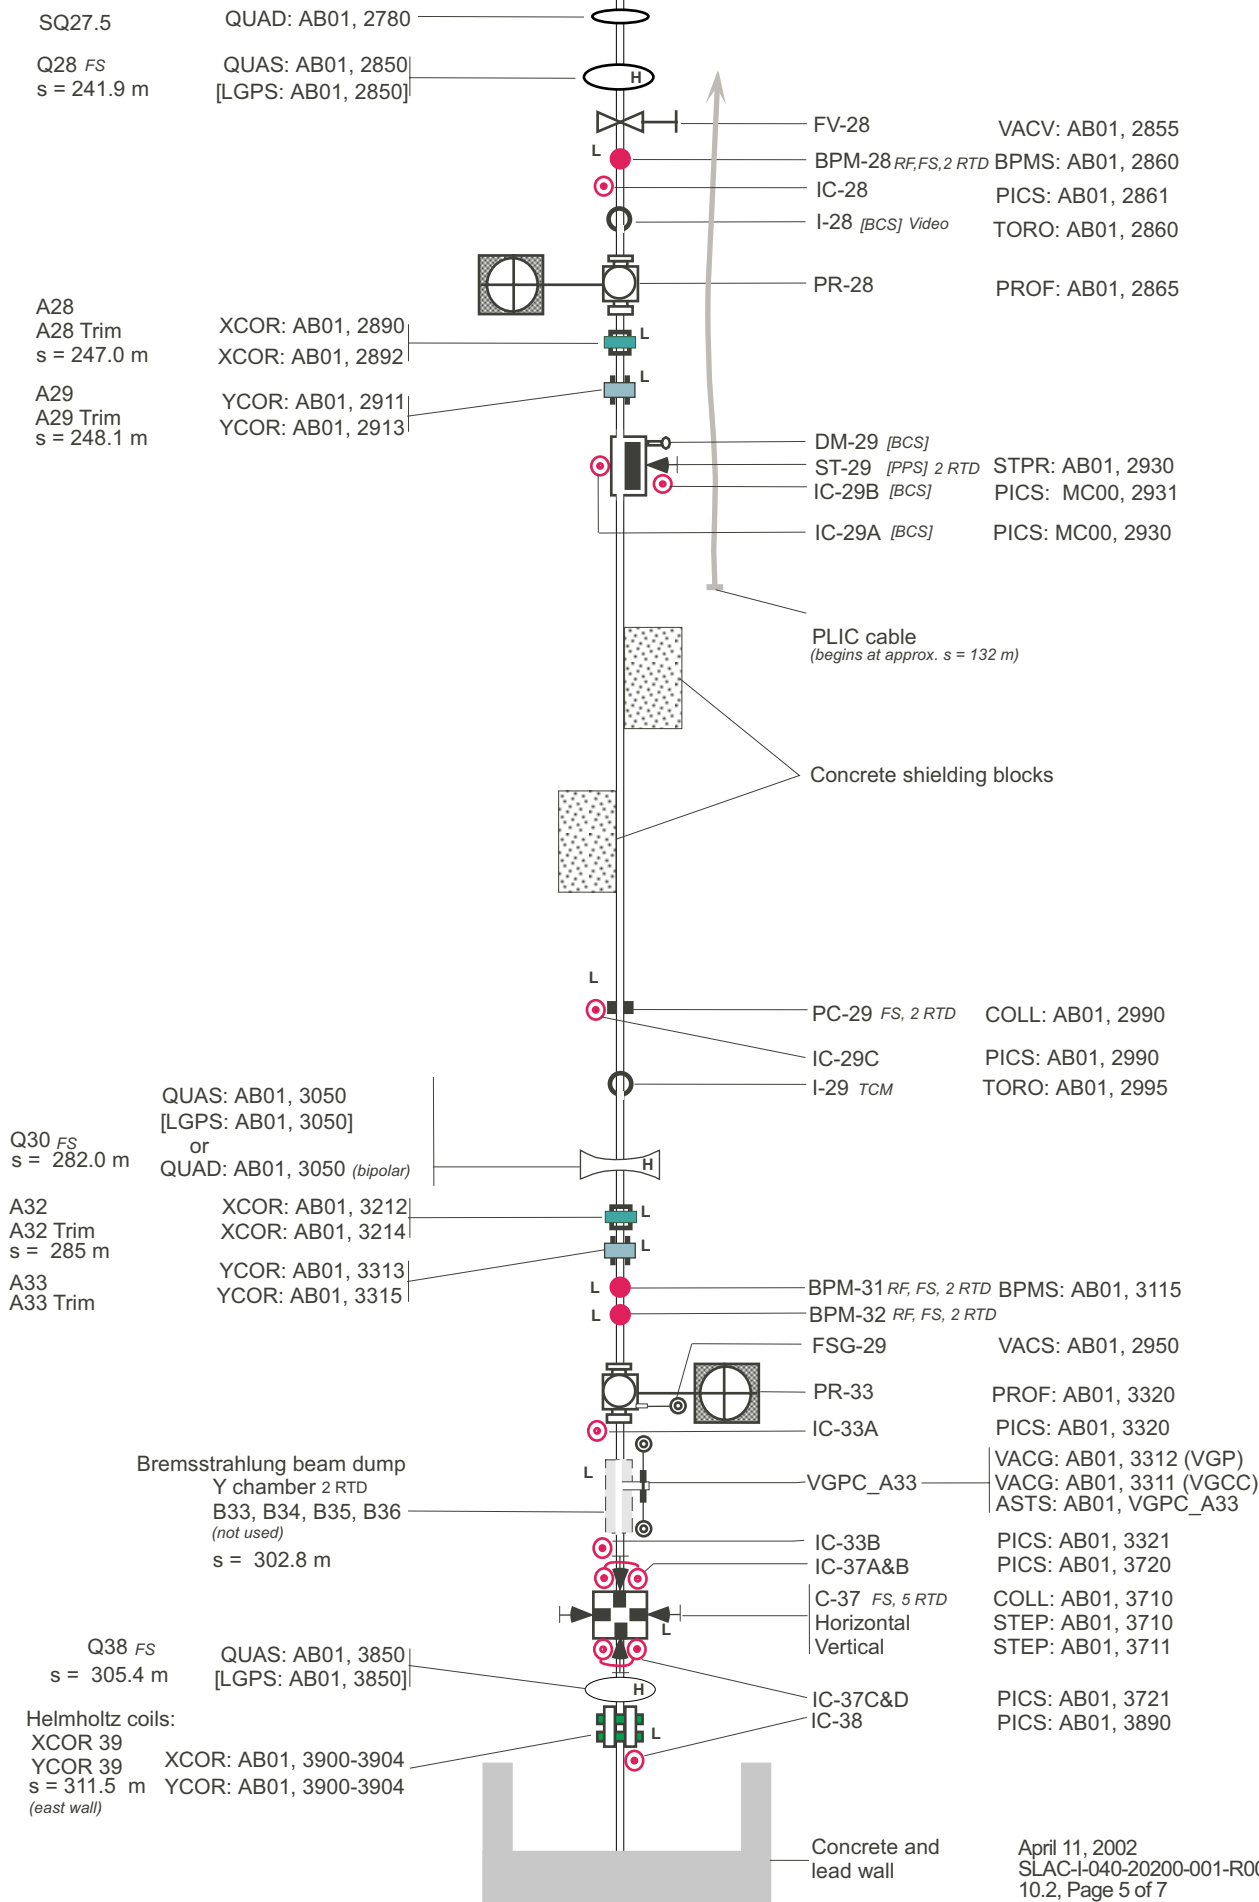 SQ27.5
QUAD: AB01, 2780
Q28 FS
s = 241.9 m
QUAS: AB01, 2850
[LGPS: AB01, 2850]
H
FV-28
VACV: AB01, 2855
L
BPM-28 RF,FS,2 RTD
BPMS: AB01, 2860
IC-28
PICS: AB01, 2861
I-28 [BCS] Video
TORO: AB01, 2860
PR-28
PROF: AB01, 2865
A28
A28 Trim
s = 247.0 m
XCOR: AB01, 2890
XCOR: AB01, 2892
L
A29
A29 Trim
s = 248.1 m
YCOR: AB01, 2911
YCOR: AB01, 2913
L
DM-29 [BCS]
ST-29 [PPS] 2 RTD
STPR: AB01, 2930
IC-29B [BCS]
PICS: MC00, 2931
IC-29A [BCS]
PICS: MC00, 2930
PLIC cable
(begins at approx. s = 132 m)
Concrete shielding blocks
L
PC-29 FS, 2 RTD
COLL: AB01, 2990
IC-29C
PICS: AB01, 2990
I-29 TCM
TORO: AB01, 2995
Q30 FS
s = 282.0 m
QUAS: AB01, 3050
[LGPS: AB01, 3050]
or
QUAD: AB01, 3050 (bipolar)
H
A32
A32 Trim
s = 285 m
XCOR: AB01, 3212
XCOR: AB01, 3214
L
A33
A33 Trim
YCOR: AB01, 3313
YCOR: AB01, 3315
L
L
BPM-31 RF, FS, 2 RTD
BPMS: AB01, 3115
L
BPM-32 RF, FS, 2 RTD
FSG-29
VACS: AB01, 2950
PR-33
PROF: AB01, 3320
IC-33A
PICS: AB01, 3320
Bremsstrahlung beam dump
Y chamber 2 RTD
B33, B34, B35, B36
(not used)
s = 302.8 m
L
VGPC_A33
VACG: AB01, 3312 (VGP)
VACG: AB01, 3311 (VGCC)
ASTS: AB01, VGPC_A33
IC-33B
PICS: AB01, 3321
IC-37A&B
PICS: AB01, 3720
C-37 FS, 5 RTD
COLL: AB01, 3710
Horizontal
STEP: AB01, 3710
Vertical
STEP: AB01, 3711
L
Q38 FS
s = 305.4 m
QUAS: AB01, 3850
[LGPS: AB01, 3850]
H
IC-37C&D
PICS: AB01, 3721
IC-38
PICS: AB01, 3890
Helmholtz coils:
XCOR 39
YCOR 39
s = 311.5 m
(east wall)
XCOR: AB01, 3900-3904
YCOR: AB01, 3900-3904
L
Concrete and
lead wall
April 11, 2002
SLAC-I-040-20200-001-R00
10.2, Page 5 of 7